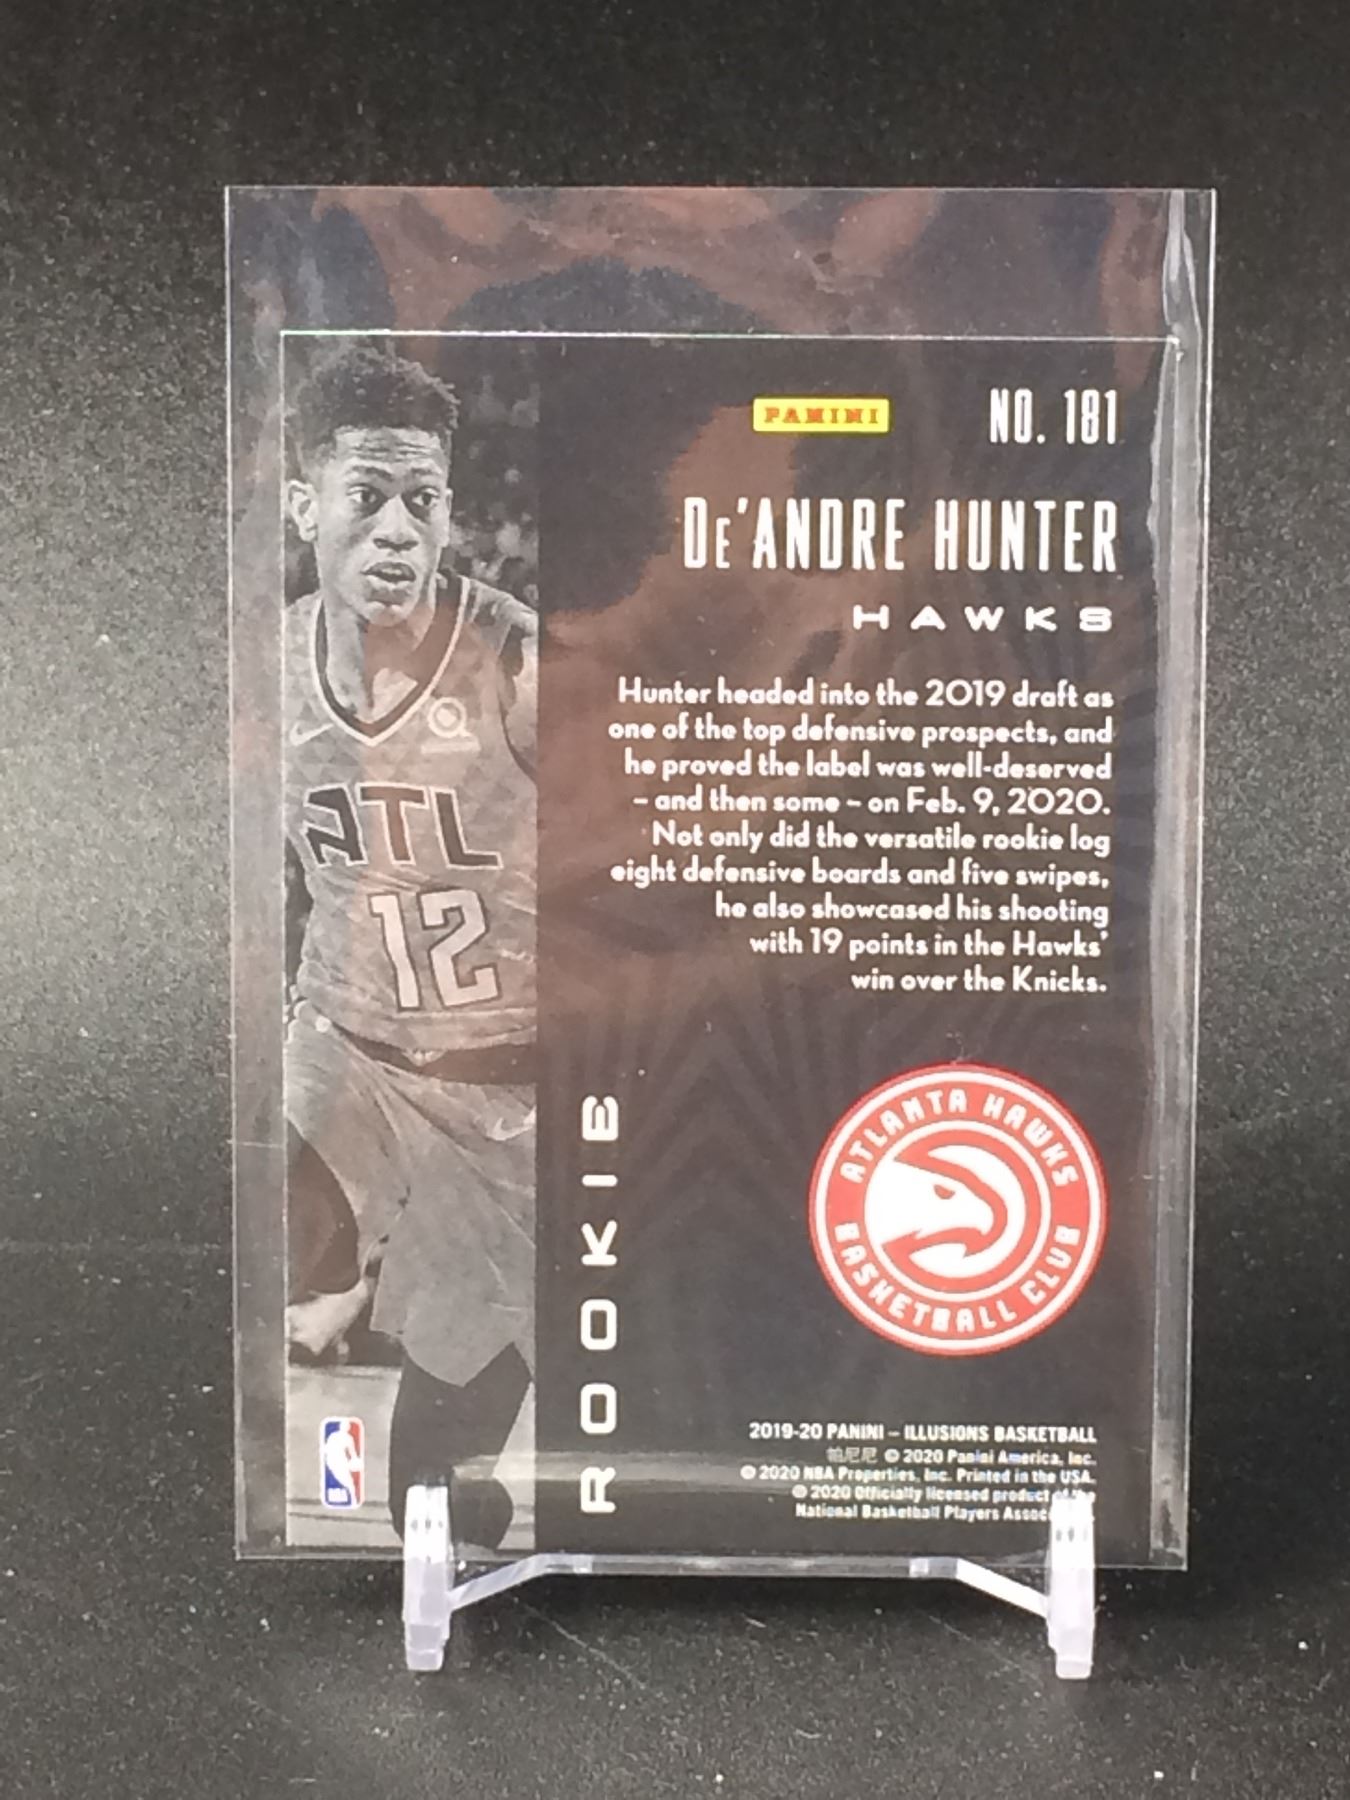 PANINI
NO. 181
De'ANDRE HUNTER
HAWKS
Hunter headed into the 2019 draft as
one of the top defensive prospects, and
he proved the label was well-deserved
– and then some – on Feb. 9, 2020.
Not only did the versatile rookie log
eight defensive boards and five swipes,
he also showcased his shooting
with 19 points in the Hawks'
win over the Knicks.
ATL
12
ROOKIE
ATLANTA HAWKS
BASKETBALL CLUB
NBA
2019-20 PANINI – ILLUSIONS BASKETBALL
帕尼尼 © 2020 Panini America, Inc.
© 2020 NBA Properties, Inc. Printed in the USA.
© 2020 Officially licensed product of the
National Basketball Players